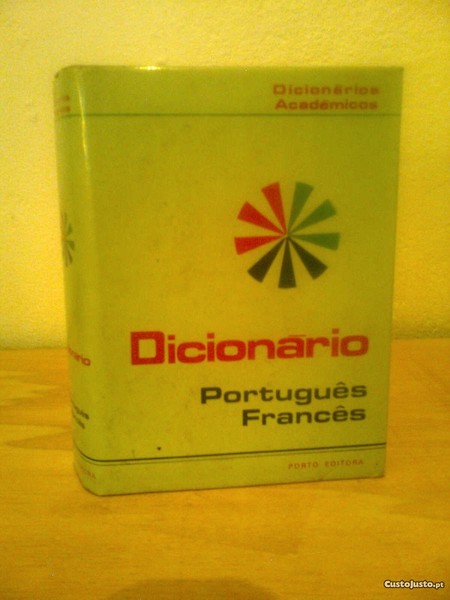 Dicionários
Académicos
Dicionário
Português
Francês
PORTO EDITORA
CustoJusto.pt